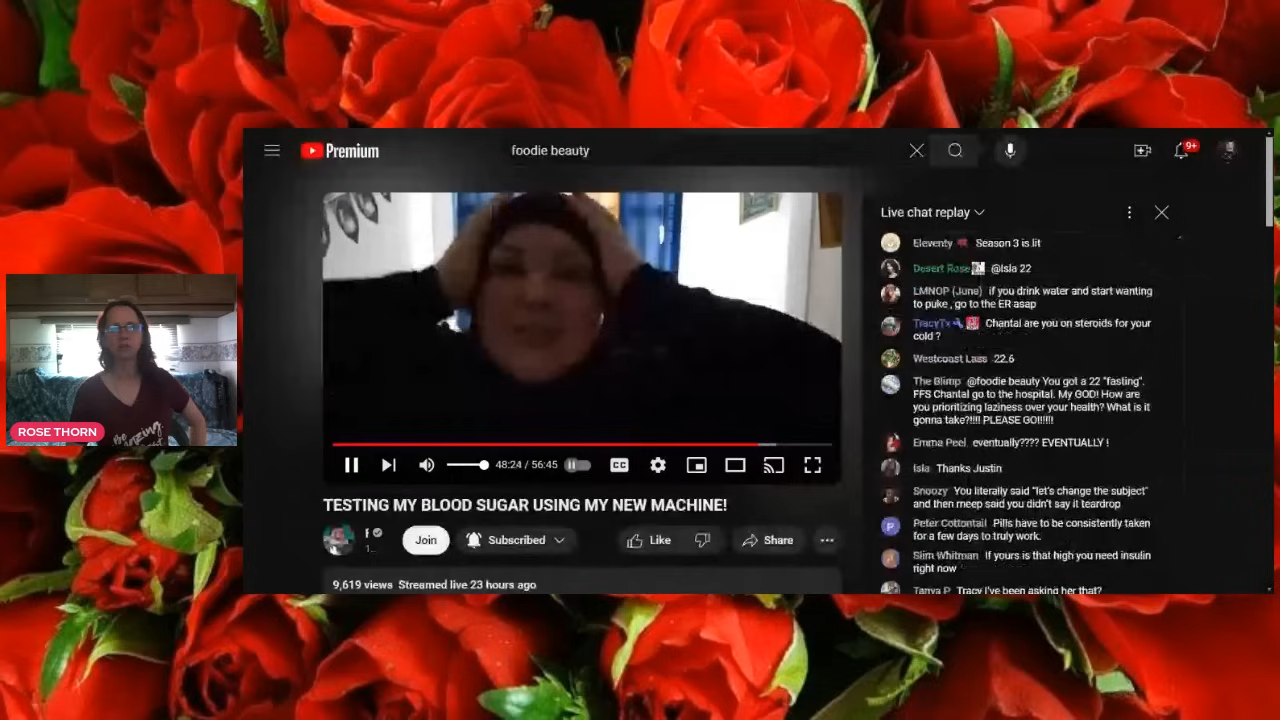 Premium
foodie beauty
9+
Live chat replay
Eleventy Season 3 is lit
Desert Rose @Isla 22
LMNOP (June) if you drink water and start wanting
to puke , go to the ER asap
TracyTx Chantal are you on steroids for your
cold ?
Westcoast Lass 22.6
The Blimp @foodie beauty You got a 22 "fasting".
FFS Chantal go to the hospital. My GOD! How are
you prioritizing laziness over your health? What is it
gonna take?!!!! PLEASE GO!!!!!!
Emma Peel eventually???? EVENTUALLY !
Isla Thanks Justin
Snoozy You literally said "let's change the subject"
and then meep said you didn't say it teardrop
Peter Cottontail Pills have to be consistently taken
for a few days to truly work.
Slim Whitman If yours is that high you need insulin
right now
Tanya P Tracy i've been asking her that?
ROSE THORN
48:24 / 56:45
CC
TESTING MY BLOOD SUGAR USING MY NEW MACHINE!
Join
Subscribed
Like
Share
9,619 views Streamed live 23 hours ago